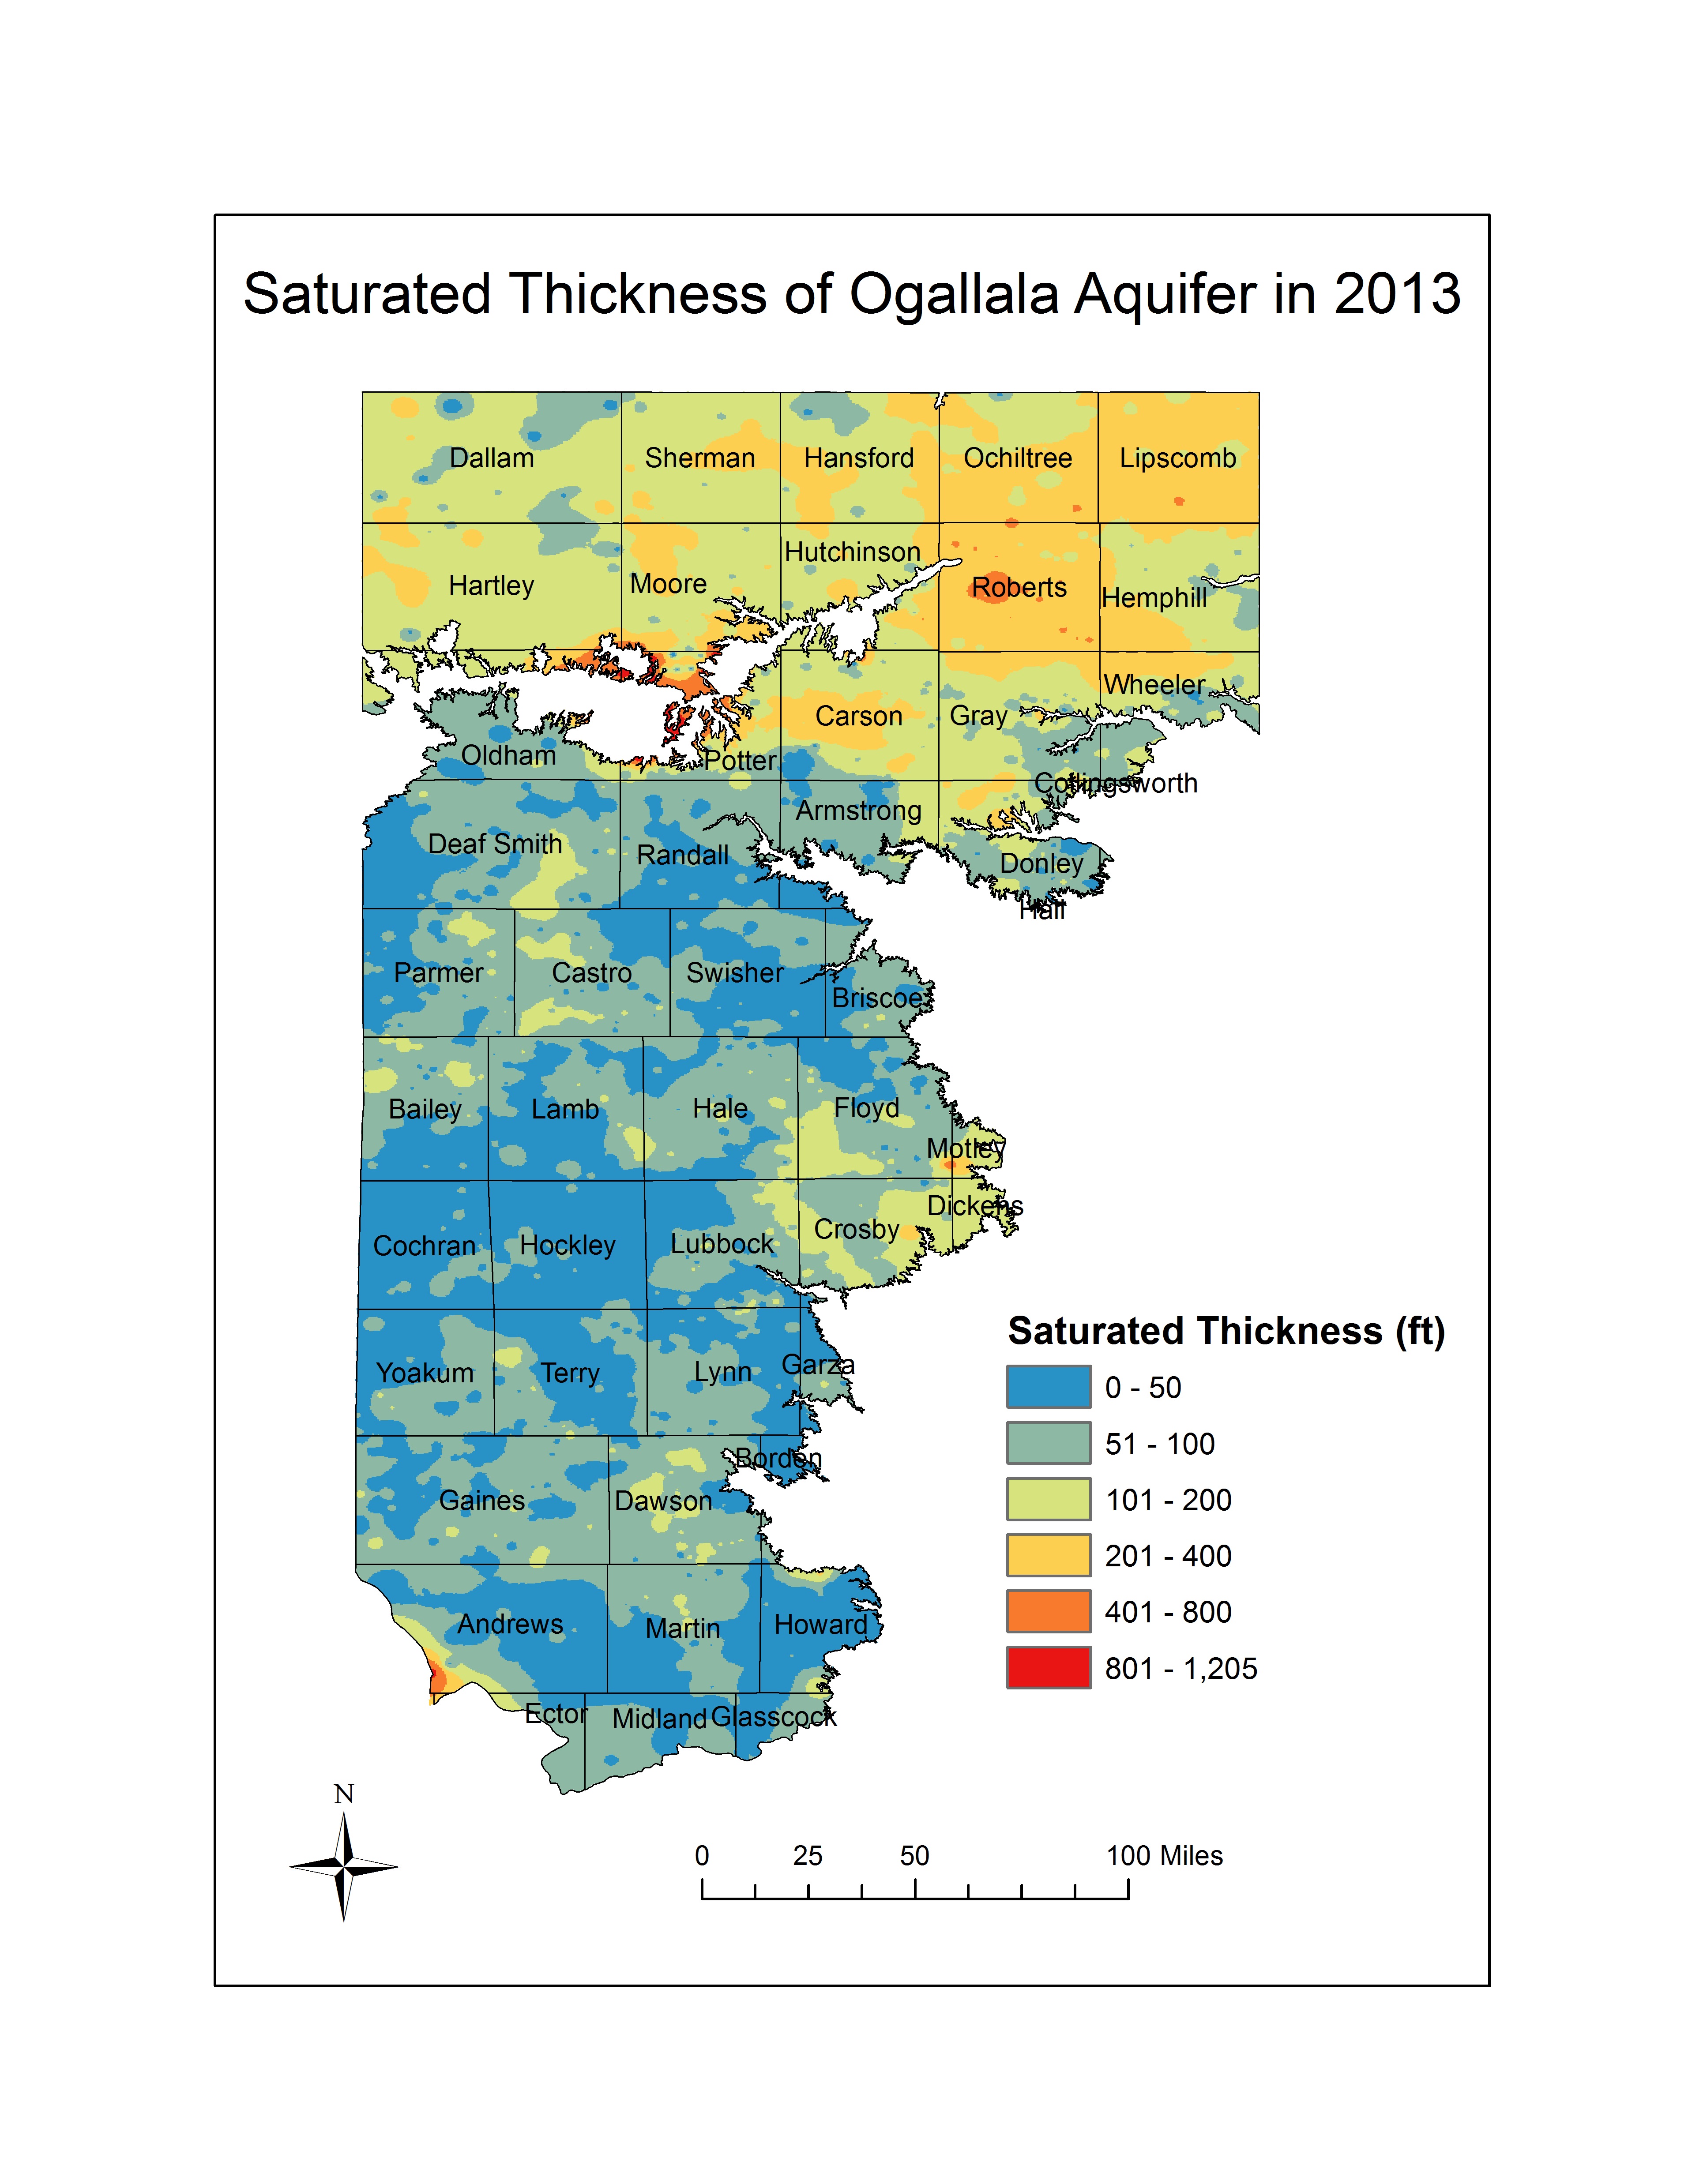 Saturated Thickness of Ogallala Aquifer in 2013
Dallam
Sherman
Hansford
Ochiltree
Lipscomb
Hartley
Moore
Hutchinson
Roberts
Hemphill
Oldham
Potter
Carson
Gray
Wheeler
Collingsworth
Deaf Smith
Randall
Armstrong
Donley
Hall
Parmer
Castro
Swisher
Briscoe
Bailey
Lamb
Hale
Floyd
Motley
Cochran
Hockley
Lubbock
Crosby
Dickens
Yoakum
Terry
Lynn
Garza
Gaines
Dawson
Borden
Andrews
Martin
Howard
Ector
Midland
Glasscock
Saturated Thickness (ft)
0 - 50
51 - 100
101 - 200
201 - 400
401 - 800
801 - 1,205
N
0 25 50 100 Miles